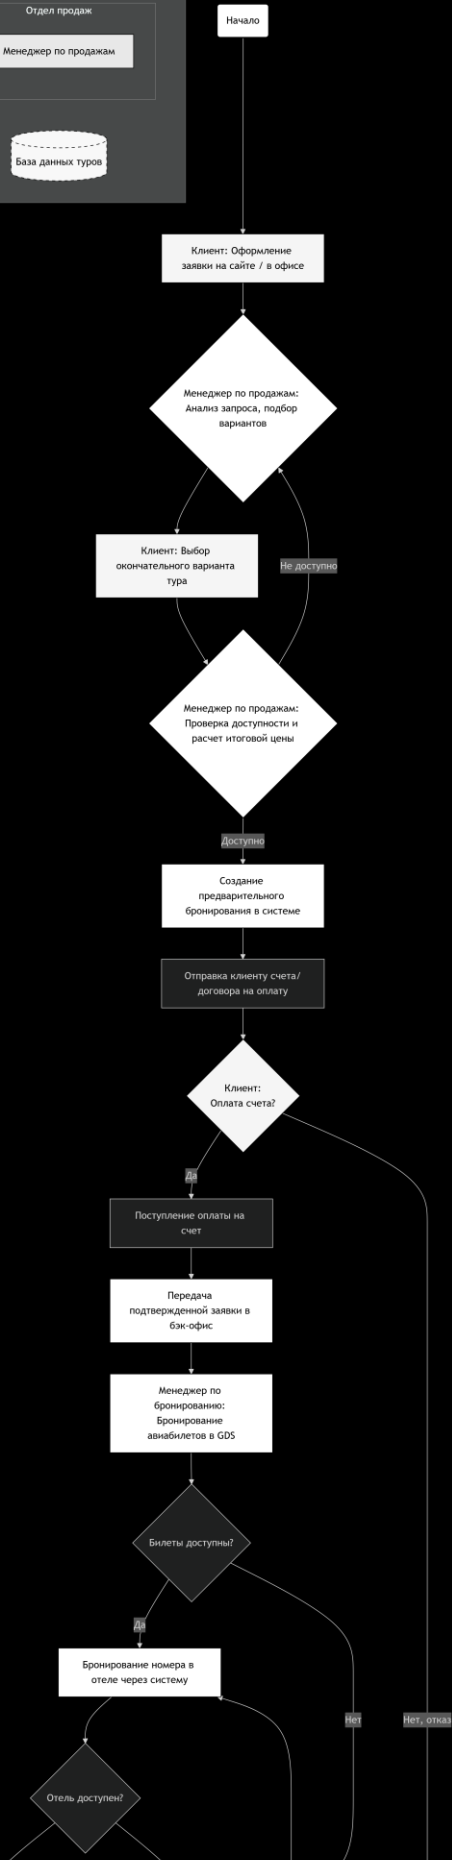 Отдел продаж
Менеджер по продажам
База данных туров
Начало
Клиент: Оформление
заявки на сайте / в офисе
Менеджер по продажам:
Анализ запроса, подбор
вариантов
Клиент: Выбор
окончательного варианта
тура
Не доступно
Менеджер по продажам:
Проверка доступности и
расчет итоговой цены
Доступно
Создание
предварительного
бронирования в системе
Отправка клиенту счета/
договора на оплату
Клиент:
Оплата счета?
Да
Поступление оплаты на
счет
Передача
подтвержденной заявки в
бэк-офис
Менеджер по
бронированию:
Бронирование
авиабилетов в GDS
Билеты доступны?
Да
Бронирование номера в
отеле через систему
Нет
Нет, отказ
Отель доступен?